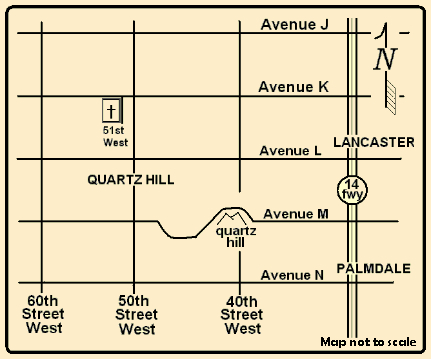 Avenue J
N
Avenue K
51st
West
LANCASTER
Avenue L
QUARTZ HILL
14
fwy
Avenue M
quartz
hill
PALMDALE
Avenue N
60th
Street
West
50th
Street
West
40th
Street
West
Map not to scale